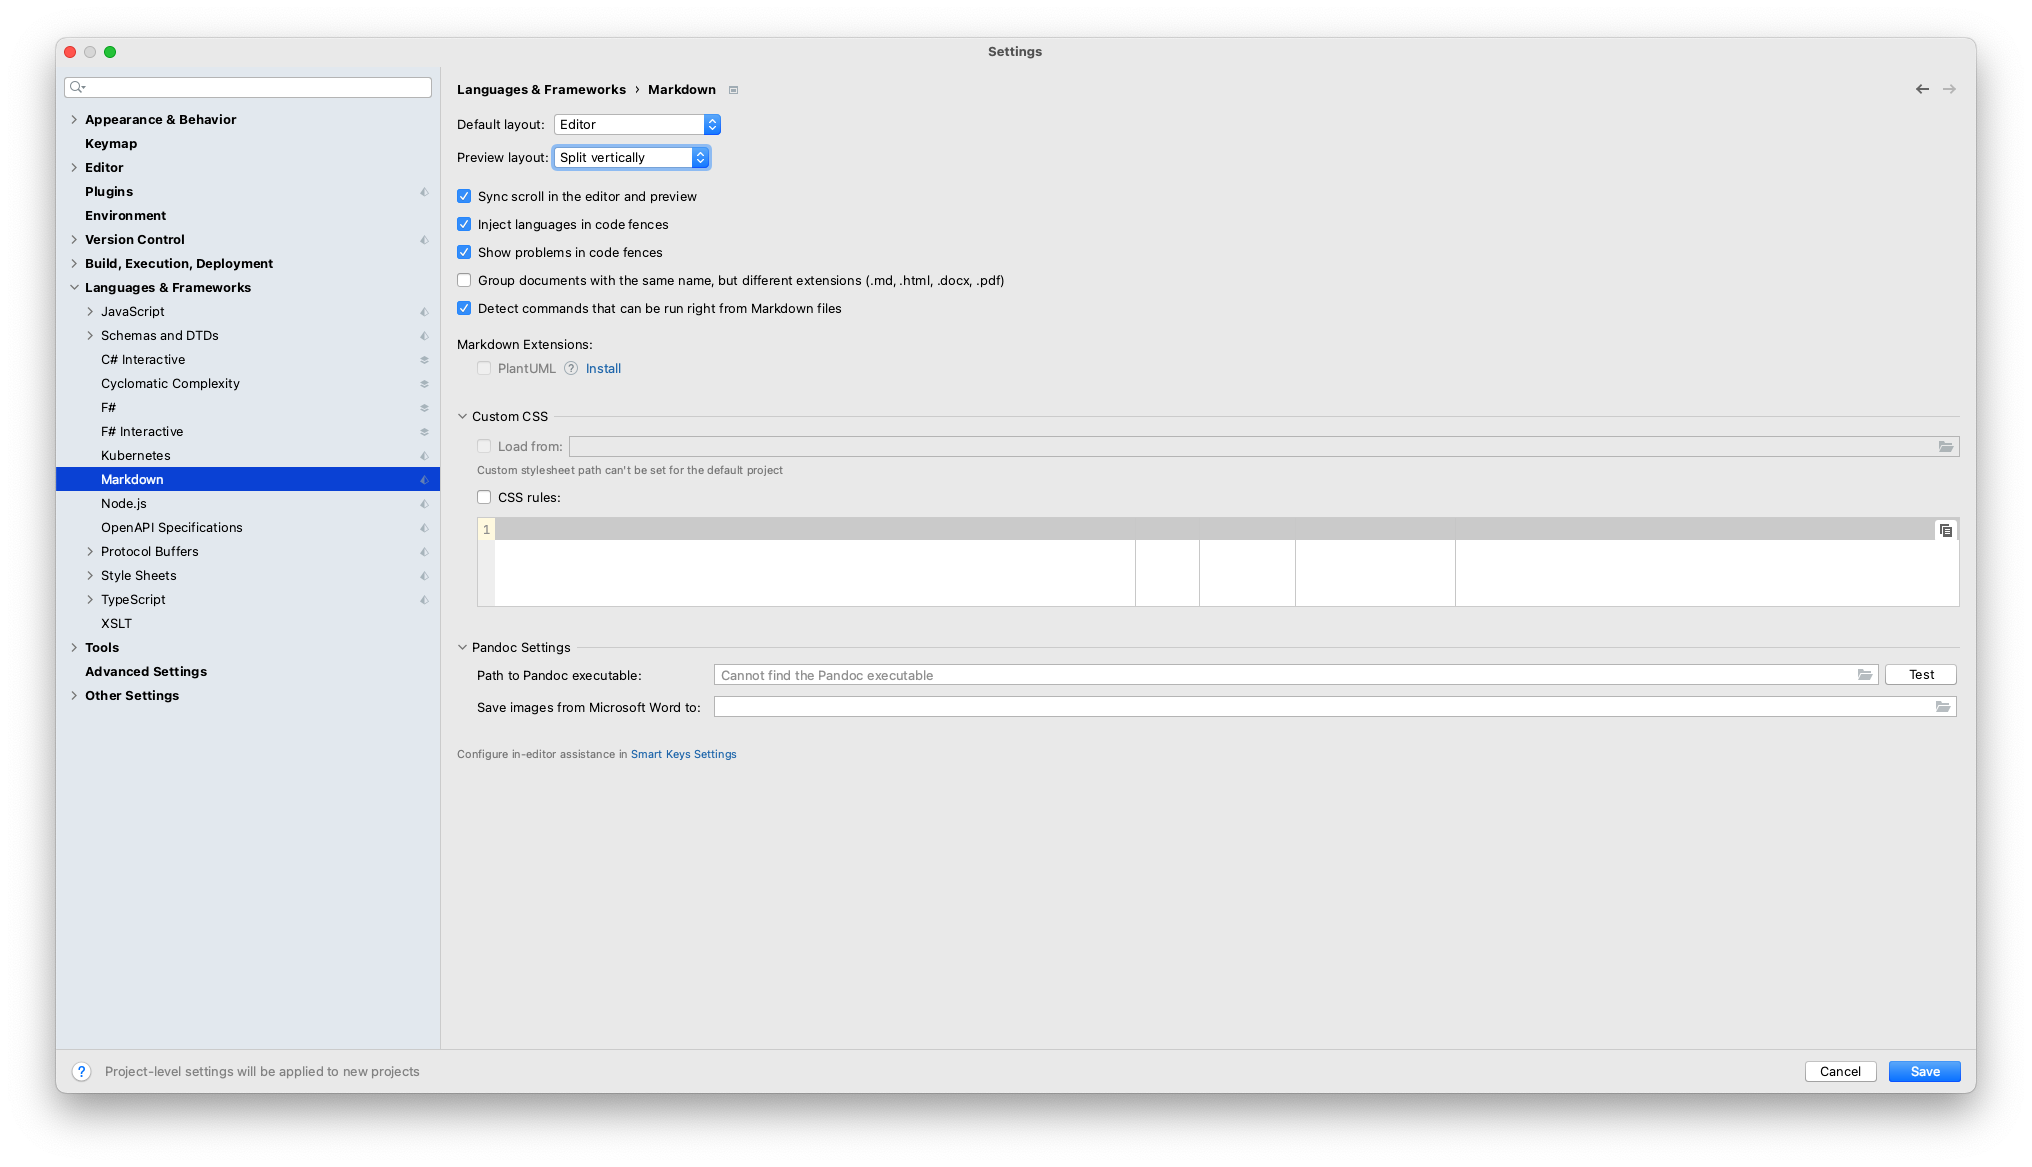 Settings
Languages & Frameworks › Markdown
Appearance & Behavior
Keymap
Editor
Plugins
Environment
Version Control
Build, Execution, Deployment
Languages & Frameworks
JavaScript
Schemas and DTDs
C# Interactive
Cyclomatic Complexity
F#
F# Interactive
Kubernetes
Markdown
Node.js
OpenAPI Specifications
Protocol Buffers
Style Sheets
TypeScript
XSLT
Tools
Advanced Settings
Other Settings
Default layout: Editor
Preview layout: Split vertically
Sync scroll in the editor and preview
Inject languages in code fences
Show problems in code fences
Group documents with the same name, but different extensions (.md, .html, .docx, .pdf)
Detect commands that can be run right from Markdown files
Markdown Extensions:
PlantUML ? Install
Custom CSS
Load from:
Custom stylesheet path can't be set for the default project
CSS rules:
1
Pandoc Settings
Path to Pandoc executable: Cannot find the Pandoc executable Test
Save images from Microsoft Word to:
Configure in-editor assistance in Smart Keys Settings
? Project-level settings will be applied to new projects
Cancel Save